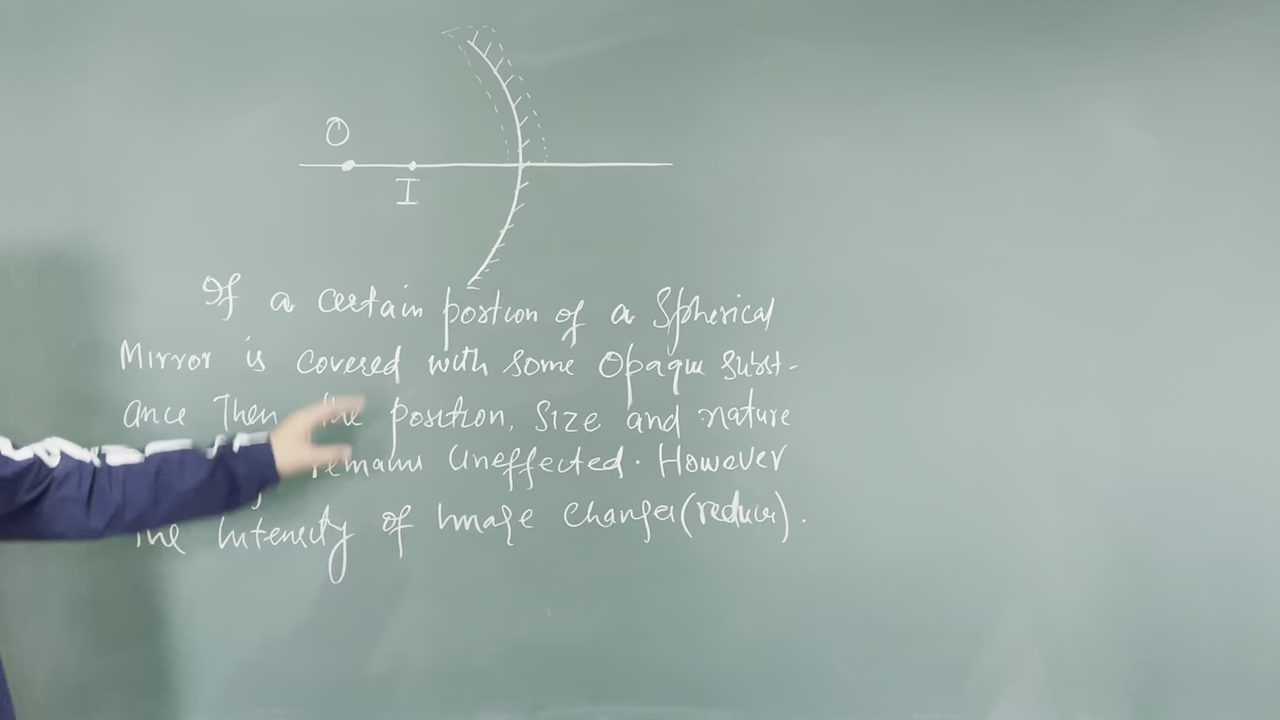 O
I
If a certain portion of a Spherical
Mirror is covered with some Opaque Subst-
ance Then the position, Size and nature
remains Uneffected. However
The Intensity of Image Changes (reduces).